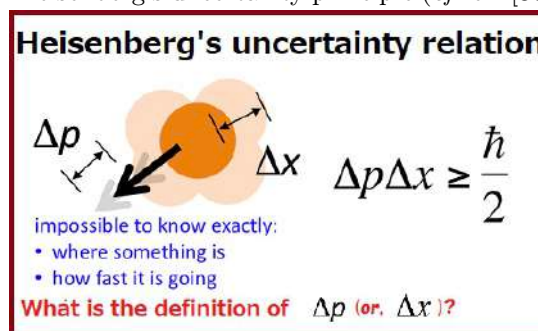 Heisenberg's uncertainty relation
Δp
Δx
ΔpΔx ≥ ħ/2
impossible to know exactly:
• where something is
• how fast it is going
What is the definition of Δp (or, Δx)?